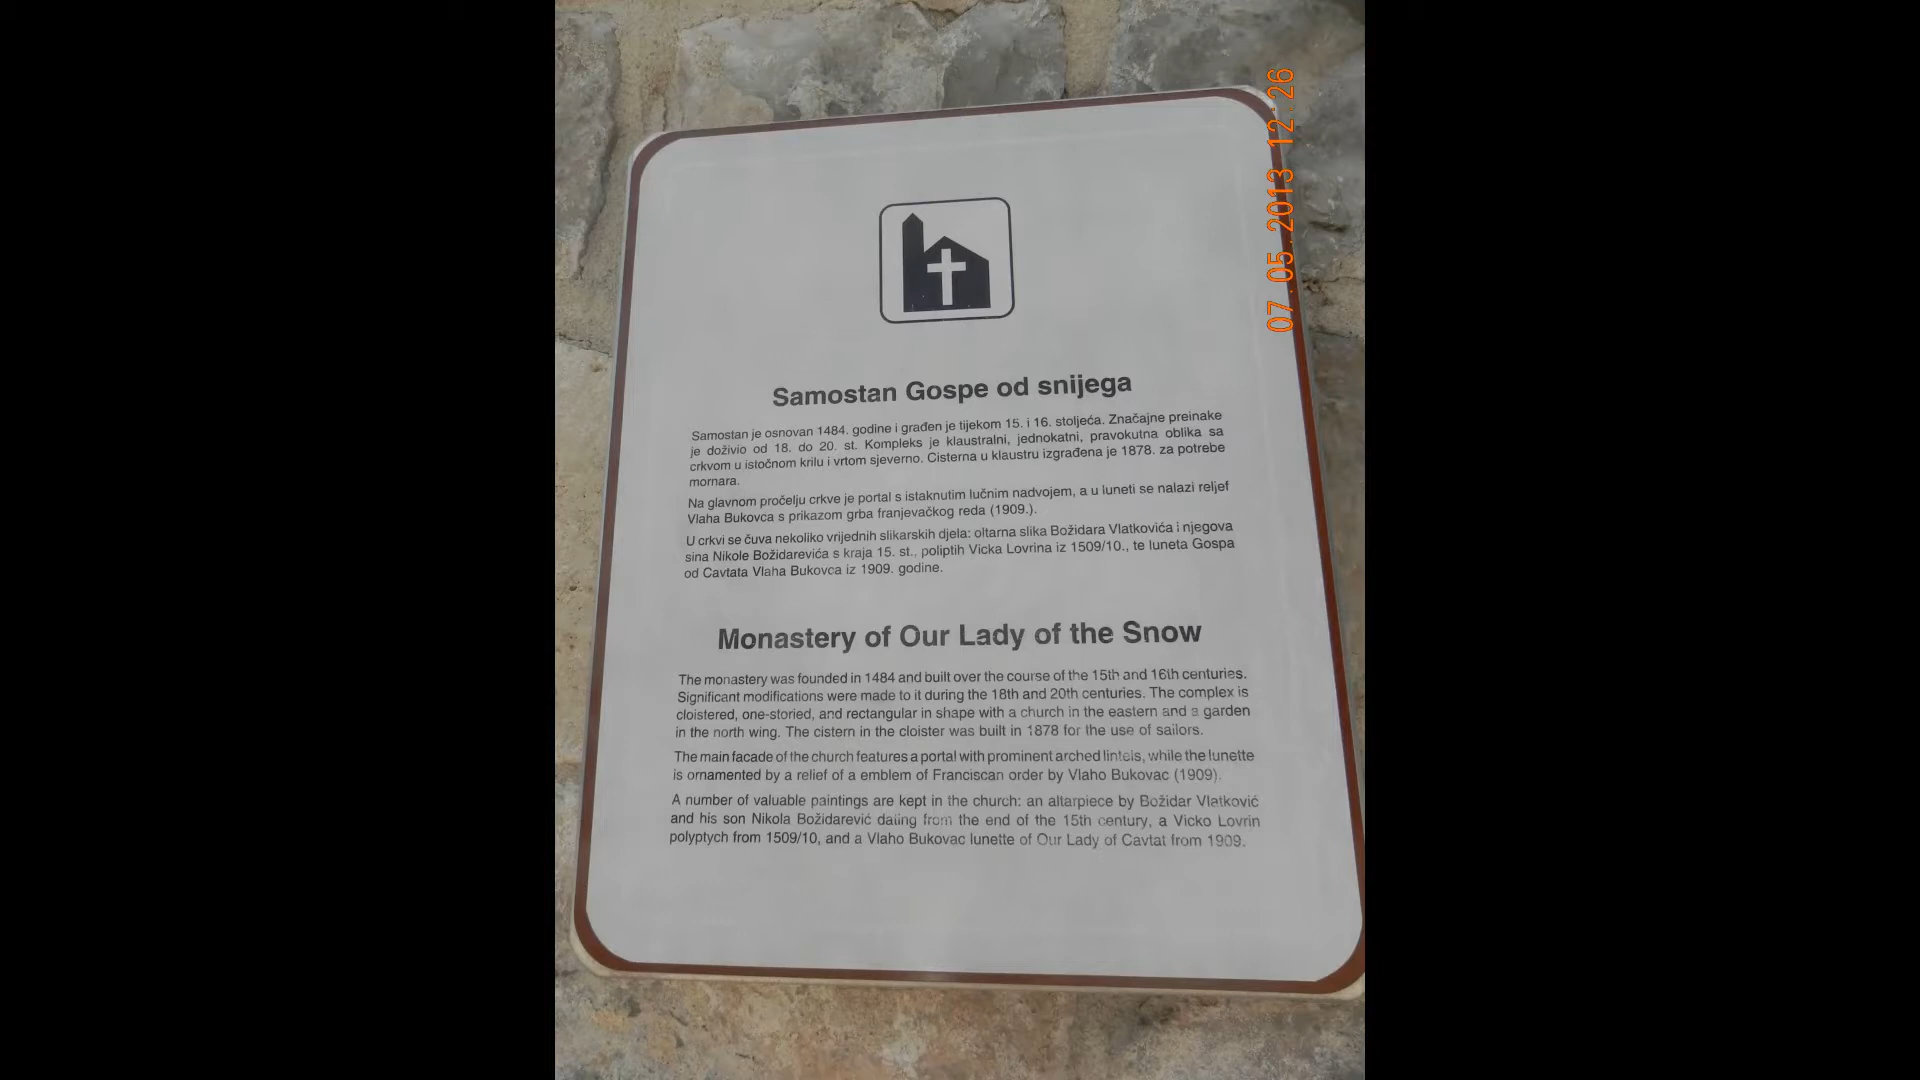 Samostan Gospe od snijega
Samostan je osnovan 1484. godine i građen je tijekom 15. i 16. stoljeća. Značajne preinake
je doživio od 18. do 20. st. Kompleks je klaustralni, jednokatni, pravokutna oblika sa
crkvom u istočnom krilu i vrtom sjeverno. Cisterna u klaustru izgrađena je 1878. za potrebe
mornara.
Na glavnom pročelju crkve je portal s istaknutim lučnim nadvojem, a u luneti se nalazi reljef
Vlaha Bukovca s prikazom grba franjevačkog reda (1909.).
U crkvi se čuva nekoliko vrijednih slikarskih djela: oltarna slika Božidara Vlatkovića i njegova
sina Nikole Božidarevića s kraja 15. st., poliptih Vicka Lovrina iz 1509/10., te luneta Gospa
od Cavtata Vlaha Bukovca iz 1909. godine.
Monastery of Our Lady of the Snow
The monastery was founded in 1484 and built over the course of the 15th and 16th centuries.
Significant modifications were made to it during the 18th and 20th centuries. The complex is
cloistered, one-storied, and rectangular in shape with a church in the eastern and a garden
in the north wing. The cistern in the cloister was built in 1878 for the use of sailors.
The main facade of the church features a portal with prominent arched lintels, while the lunette
is ornamented by a relief of a emblem of Franciscan order by Vlaho Bukovac (1909).
A number of valuable paintings are kept in the church: an altarpiece by Božidar Vlatković
and his son Nikola Božidarević dating from the end of the 15th century, a Vicko Lovrin
polyptych from 1509/10, and a Vlaho Bukovac lunette of Our Lady of Cavtat from 1909.
07.05.2013 12:26